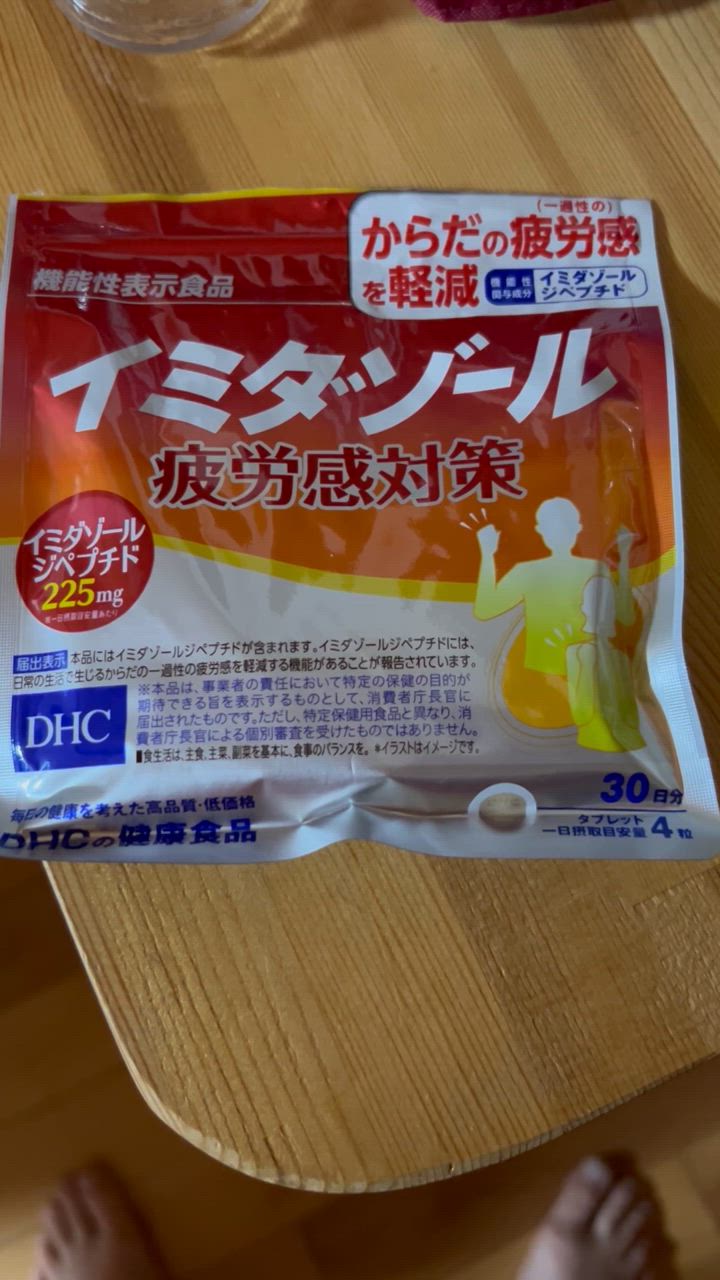 (一過性の)
からだの疲労感
を軽減
機能性
関与成分
イミダゾール
ジペプチド
機能性表示食品
イミダゾール
疲労感対策
イミダゾール
ジペプチド
225mg
※一日摂取目安量あたり
届出表示 本品にはイミダゾールジペプチドが含まれます。イミダゾールジペプチドには、
日常の生活で生じるからだの一過性の疲労感を軽減する機能があることが報告されています。
※本品は、事業者の責任において特定の保健の目的が
期待できる旨を表示するものとして、消費者庁長官に
届出されたものです。ただし、特定保健用食品と異なり、消
費者庁長官による個別審査を受けたものではありません。
■食生活は、主食、主菜、副菜を基本に、食事のバランスを。 ＊イラストはイメージです。
DHC
毎日の健康を考えた高品質・低価格
DHCの健康食品
30日分
タブレット
一日摂取目安量 4粒